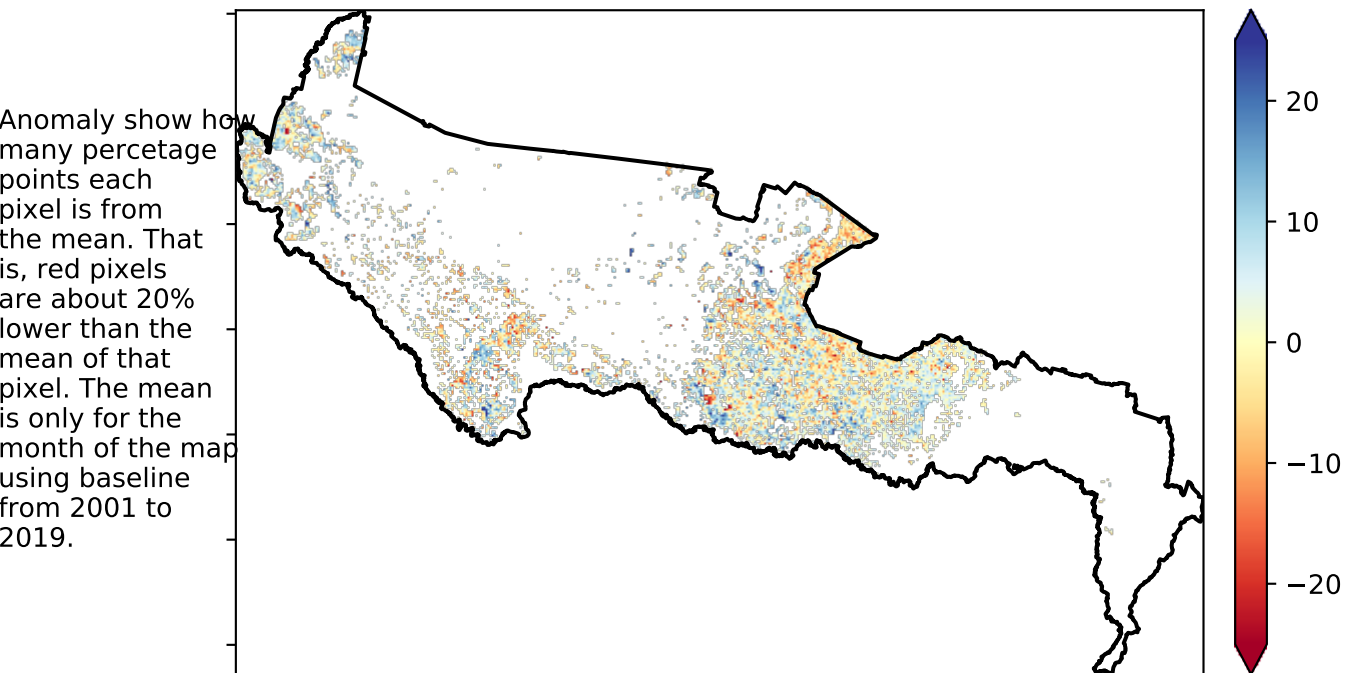 Anomaly show how
many percetage
points each
pixel is from
the mean. That
is, red pixels
are about 20%
lower than the
mean of that
pixel. The mean
is only for the
month of the map
using baseline
from 2001 to
2019.
20
10
0
−10
−20